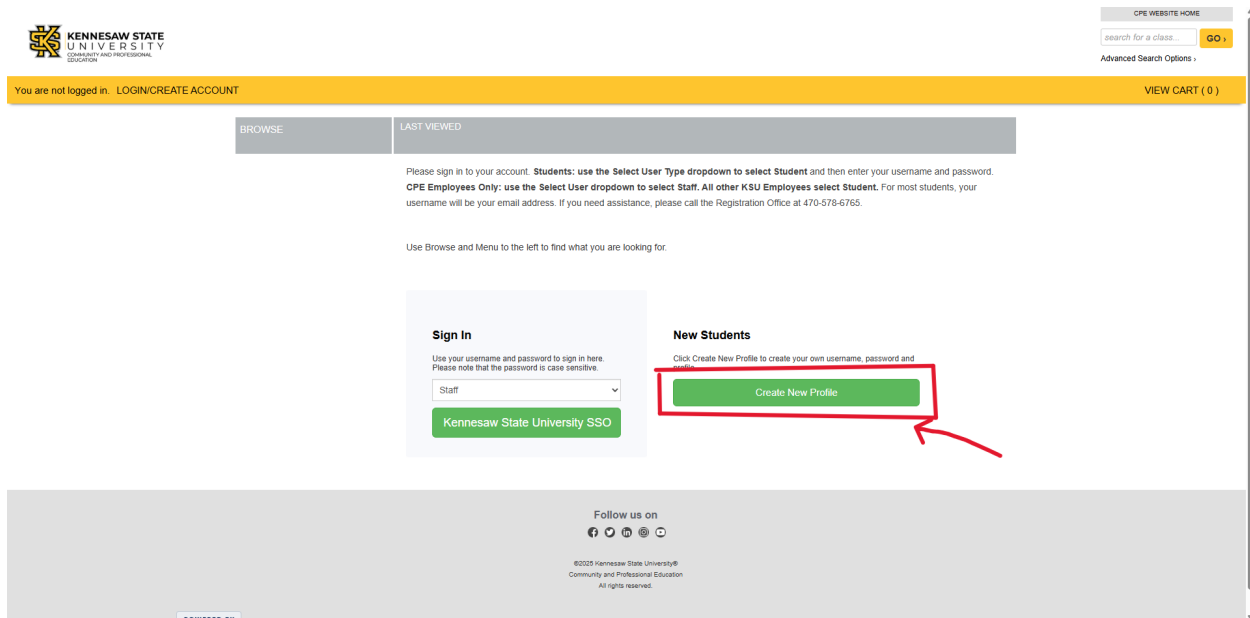 CPE WEBSITE HOME
KENNESAW STATE
UNIVERSITY
COMMUNITY AND PROFESSIONAL
EDUCATION
search for a class...
GO ›
Advanced Search Options ›
You are not logged in. LOGIN/CREATE ACCOUNT
VIEW CART ( 0 )
BROWSE
LAST VIEWED
Please sign in to your account. Students: use the Select User Type dropdown to select Student and then enter your username and password.
CPE Employees Only: use the Select User dropdown to select Staff. All other KSU Employees select Student. For most students, your
username will be your email address. If you need assistance, please call the Registration Office at 470-578-6765.
Use Browse and Menu to the left to find what you are looking for.
Sign In
Use your username and password to sign in here.
Please note that the password is case sensitive.
Staff
Kennesaw State University SSO
New Students
Click Create New Profile to create your own username, password and
profile
Create New Profile
Follow us on
©2025 Kennesaw State University®
Community and Professional Education
All rights reserved.